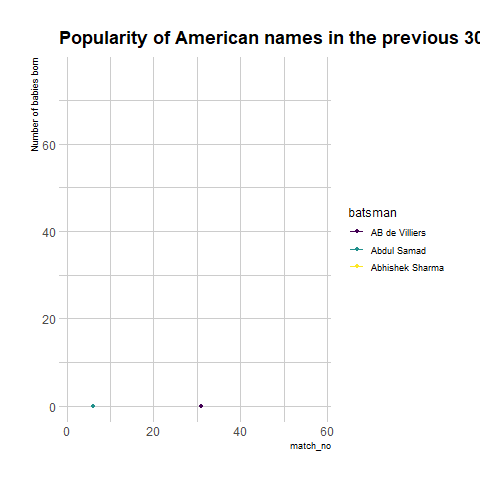 Popularity of American names in the previous 30
Number of babies born
60
40
20
0
0 20 40 60
match_no
batsman
AB de Villiers
Abdul Samad
Abhishek Sharma